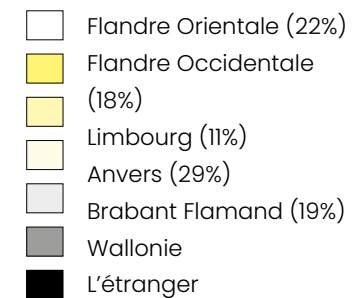 Flandre Orientale (22%)
Flandre Occidentale
(18%)
Limbourg (11%)
Anvers (29%)
Brabant Flamand (19%)
Wallonie
L'étranger